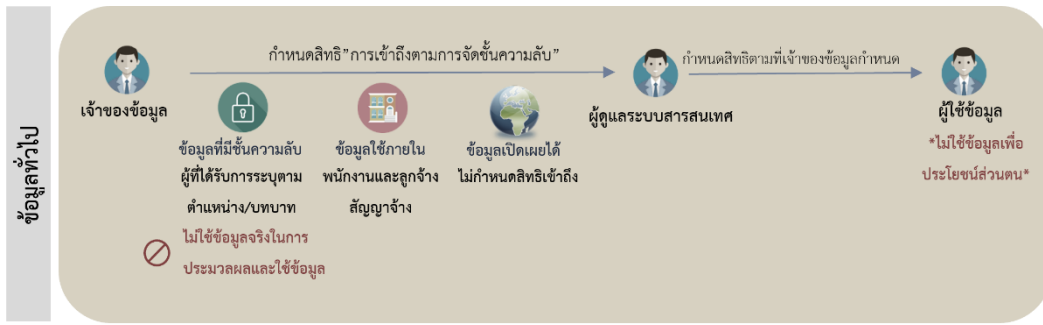 ข้อมูลทั่วไป
กำหนดสิทธิ"การเข้าถึงตามการจัดชั้นความลับ"
กำหนดสิทธิตามที่เจ้าของข้อมูลกำหนด
เจ้าของข้อมูล
ผู้ดูแลระบบสารสนเทศ
ผู้ใช้ข้อมูล
*ไม่ใช้ข้อมูลเพื่อ
ประโยชน์ส่วนตน*
ข้อมูลที่มีชั้นความลับ
ผู้ที่ได้รับการระบุตาม
ตำแหน่ง/บทบาท
ไม่ใช้ข้อมูลจริงในการ
ประมวลผลและใช้ข้อมูล
ข้อมูลใช้ภายใน
พนักงานและลูกจ้าง
สัญญาจ้าง
ข้อมูลเปิดเผยได้
ไม่กำหนดสิทธิเข้าถึง